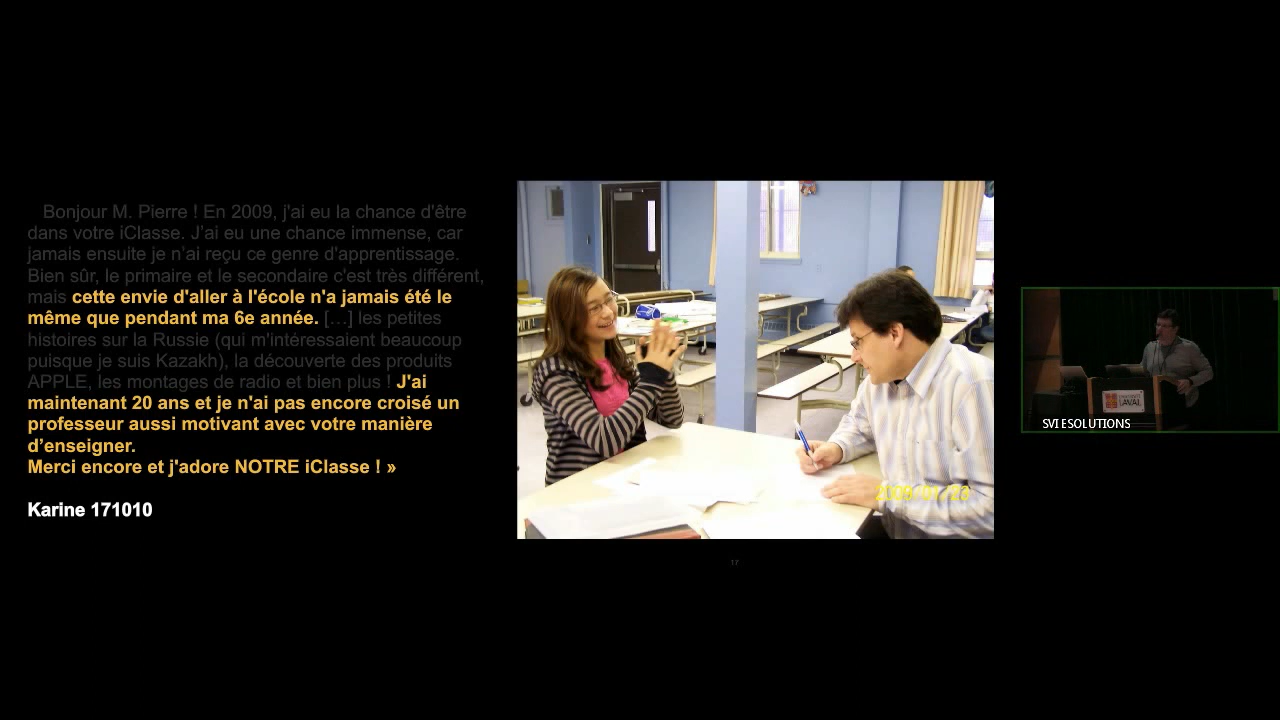 Bonjour M. Pierre ! En 2009, j'ai eu la chance d'être
dans votre iClasse. J'ai eu une chance immense, car
jamais ensuite je n'ai reçu ce genre d'apprentissage.
Bien sûr, le primaire et le secondaire c'est très différent,
mais cette envie d'aller à l'école n'a jamais été le
même que pendant ma 6e année. […] les petites
histoires sur la Russie (qui m'intéressaient beaucoup
puisque je suis Kazakh), la découverte des produits
APPLE, les montages de radio et bien plus ! J'ai
maintenant 20 ans et je n'ai pas encore croisé un
professeur aussi motivant avec votre manière
d'enseigner.
Merci encore et j'adore NOTRE iClasse ! »
Karine 171010
2009/01/23
17
UNIVERSITÉ
LAVAL
SVI ESOLUTIONS